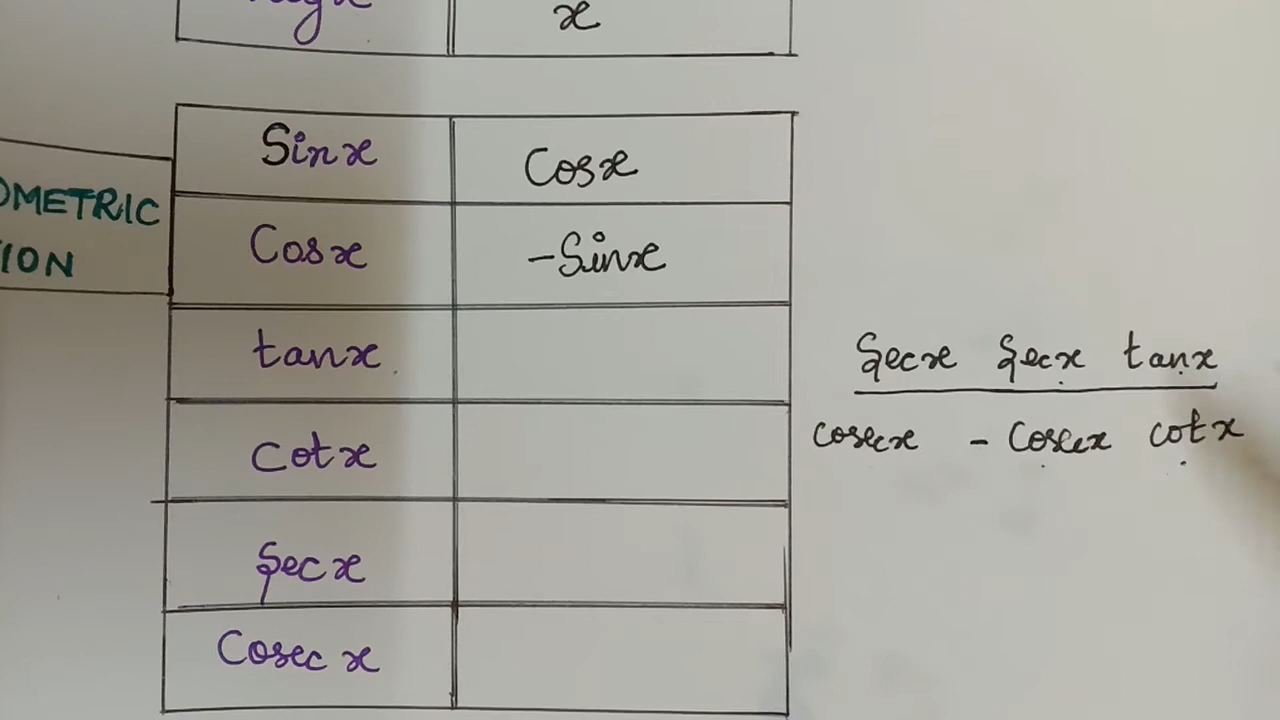 x
Sinx Cosx
OMETRIC
Cosx -Sinx
ION
tanx
Secx Secx tanx
cosecx - Cosecx cotx
cotx
Secx
Cosec x